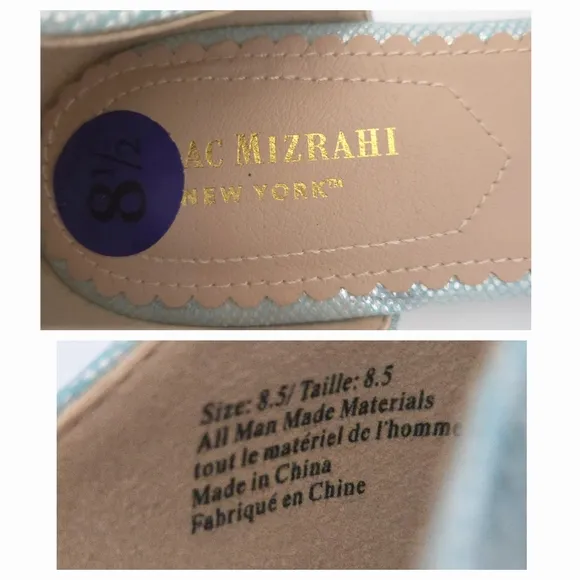 8½
AC MIZRAHI
NEW YORK™
Size: 8.5/ Taille: 8.5
All Man Made Materials
tout le matériel de l'homme
Made in China
Fabriqué en Chine